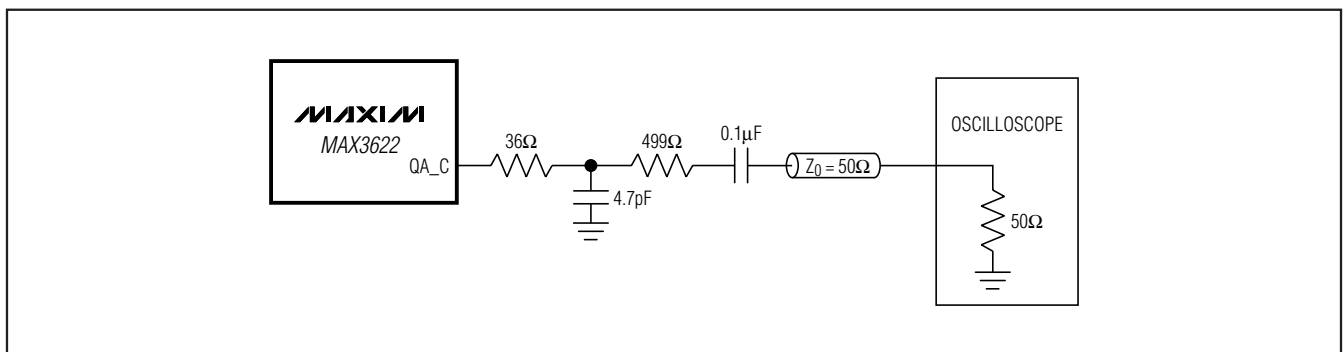 MAXIM
MAX3622
QA_C
36Ω
4.7pF
499Ω
0.1µF
Z0 = 50Ω
OSCILLOSCOPE
50Ω